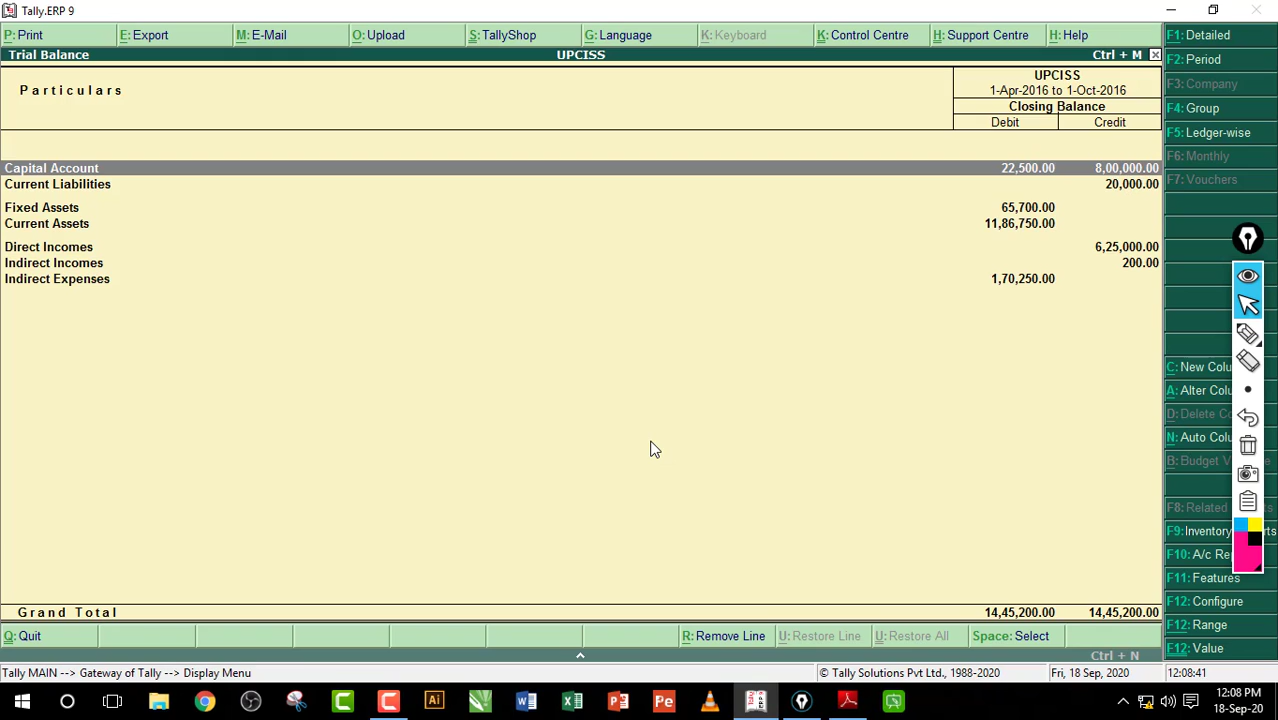 Tally.ERP 9
P: Print E: Export M: E-Mail O: Upload S: TallyShop G: Language K: Keyboard K: Control Centre H: Support Centre H: Help
Trial Balance UPCISS Ctrl + M
Particulars
UPCISS
1-Apr-2016 to 1-Oct-2016
Closing Balance
Debit Credit
Capital Account 22,500.00 8,00,000.00
Current Liabilities 20,000.00
Fixed Assets 65,700.00
Current Assets 11,86,750.00
Direct Incomes 6,25,000.00
Indirect Incomes 200.00
Indirect Expenses 1,70,250.00
Grand Total 14,45,200.00 14,45,200.00
F1: Detailed
F2: Period
F3: Company
F4: Group
F5: Ledger-wise
F6: Monthly
F7: Vouchers
C: New Colu
A: Alter Colu
D: Delete Co
N: Auto Colu
B: Budget V e
F8: Related ts
F9: Inventory rts
F10: A/c Re
F11: Features
F12: Configure
F12: Range
F12: Value
Q: Quit R: Remove Line U: Restore Line U: Restore All Space: Select
Ctrl + N
Tally MAIN --> Gateway of Tally --> Display Menu © Tally Solutions Pvt Ltd., 1988-2020 Fri, 18 Sep, 2020 12:08:41
Ai W X P Pe
12:08 PM
18-Sep-20